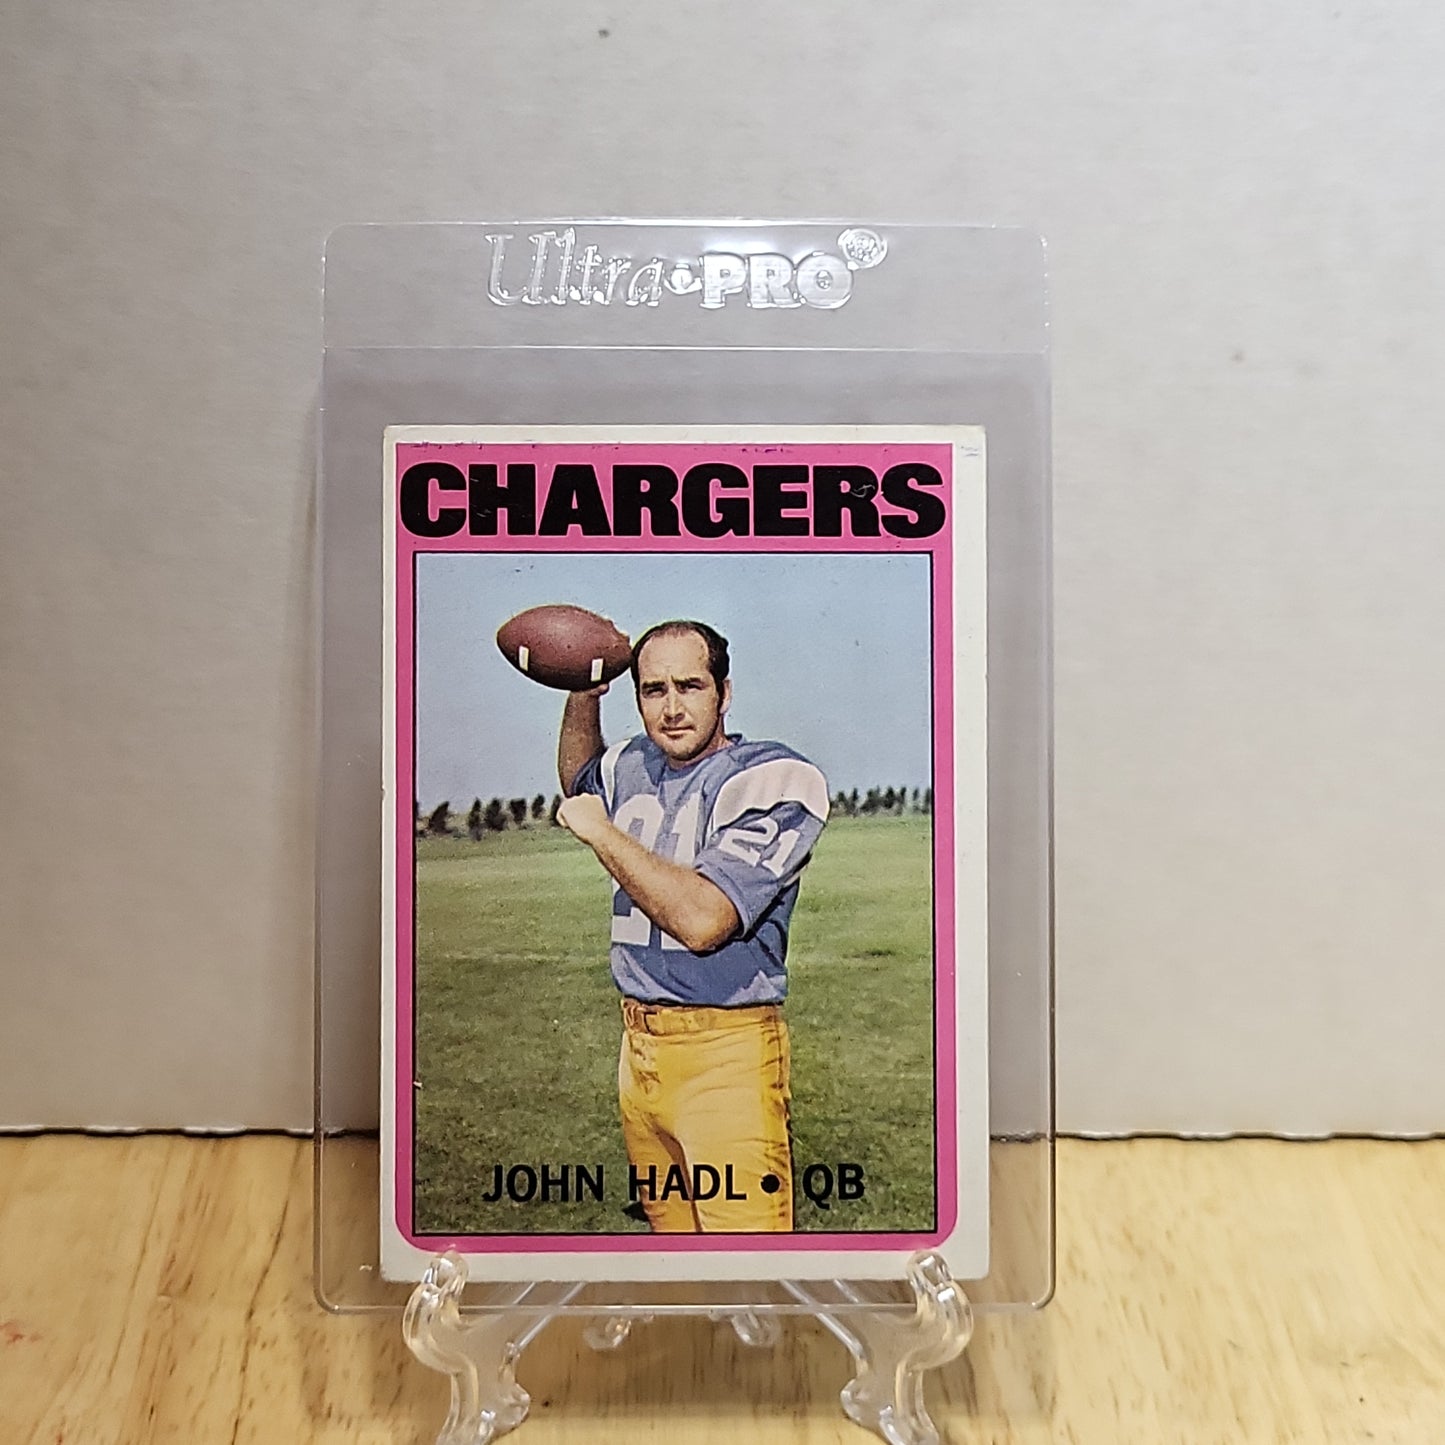 Ultra•PRO
CHARGERS
21
21
JOHN HADL • QB